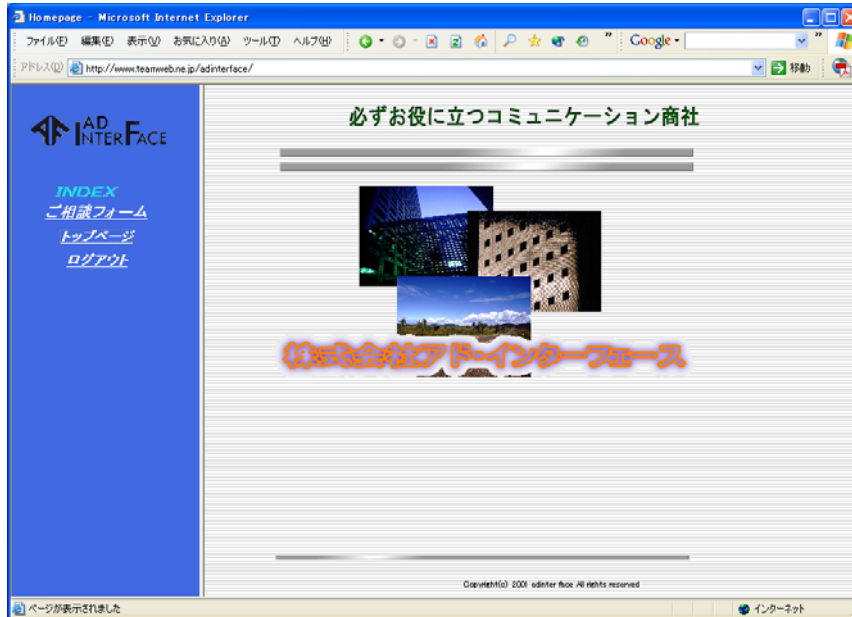 Homepage - Microsoft Internet Explorer
ファイル(F) 編集(E) 表示(V) お気に入り(A) ツール(T) ヘルプ(H)
Google
アドレス(D) http://www.teamweb.ne.jp/adinterface/ 移動
AD
INTERFACE
INDEX
ご相談フォーム
トップページ
ログアウト
必ずお役に立つコミュニケーション商社
株式会社アド・インターフェース
Copyright(c) 2001 adinter face All rights reserved
ページが表示されました インターネット